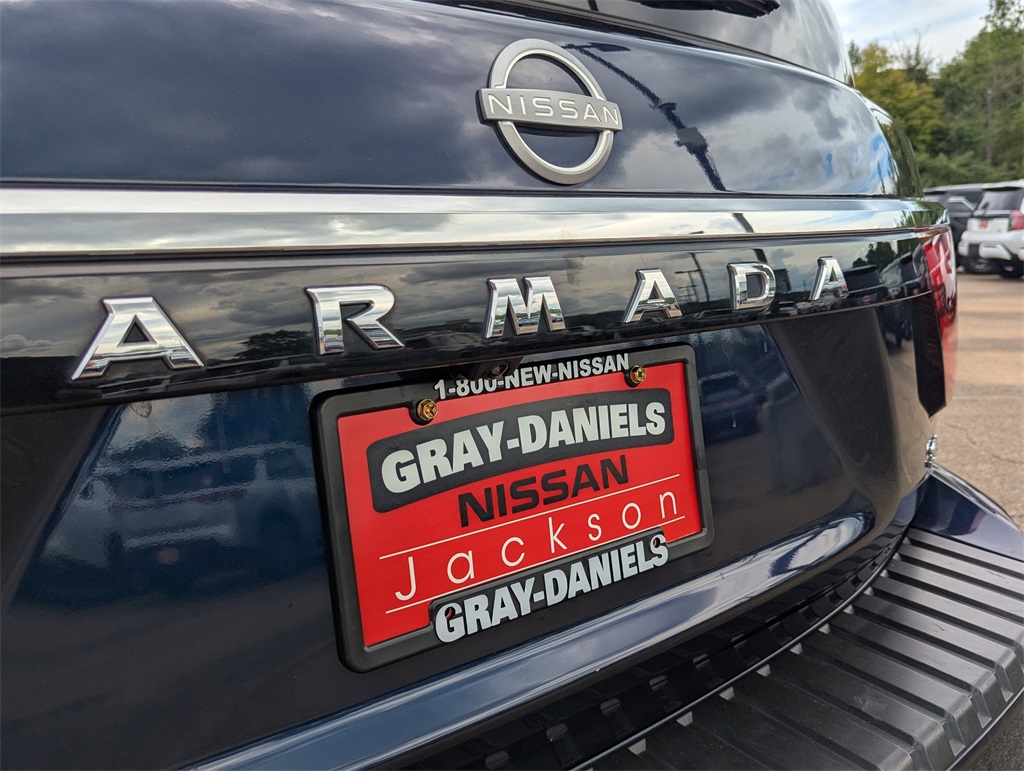 NISSAN
ARMADA
1-800-NEW-NISSAN
GRAY-DANIELS
NISSAN
Jackson
GRAY-DANIELS